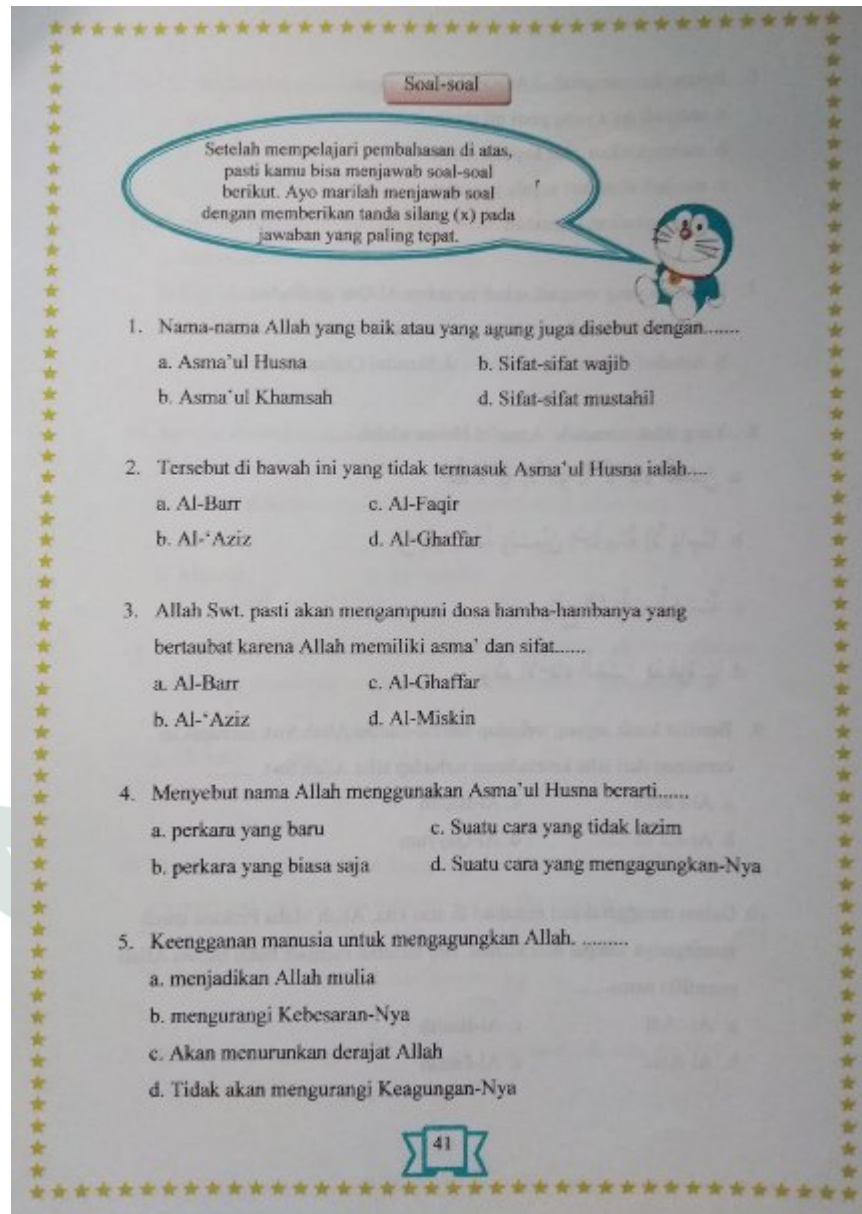 Soal-soal
Setelah mempelajari pembahasan di atas,
pasti kamu bisa menjawab soal-soal
berikut. Ayo marilah menjawab soal
dengan memberikan tanda silang (x) pada
jawaban yang paling tepat.
1. Nama-nama Allah yang baik atau yang agung juga disebut dengan.......
a. Asma'ul Husna b. Sifat-sifat wajib
b. Asma'ul Khamsah d. Sifat-sifat mustahil
2. Tersebut di bawah ini yang tidak termasuk Asma'ul Husna ialah....
a. Al-Barr c. Al-Faqir
b. Al-'Aziz d. Al-Ghaffar
3. Allah Swt. pasti akan mengampuni dosa hamba-hambanya yang
bertaubat karena Allah memiliki asma' dan sifat......
a. Al-Barr c. Al-Ghaffar
b. Al-'Aziz d. Al-Miskin
4. Menyebut nama Allah menggunakan Asma'ul Husna berarti......
a. perkara yang baru c. Suatu cara yang tidak lazim
b. perkara yang biasa saja d. Suatu cara yang mengagungkan-Nya
5. Keengganan manusia untuk mengagungkan Allah. .........
a. menjadikan Allah mulia
b. mengurangi Kebesaran-Nya
c. Akan menurunkan derajat Allah
d. Tidak akan mengurangi Keagungan-Nya
41